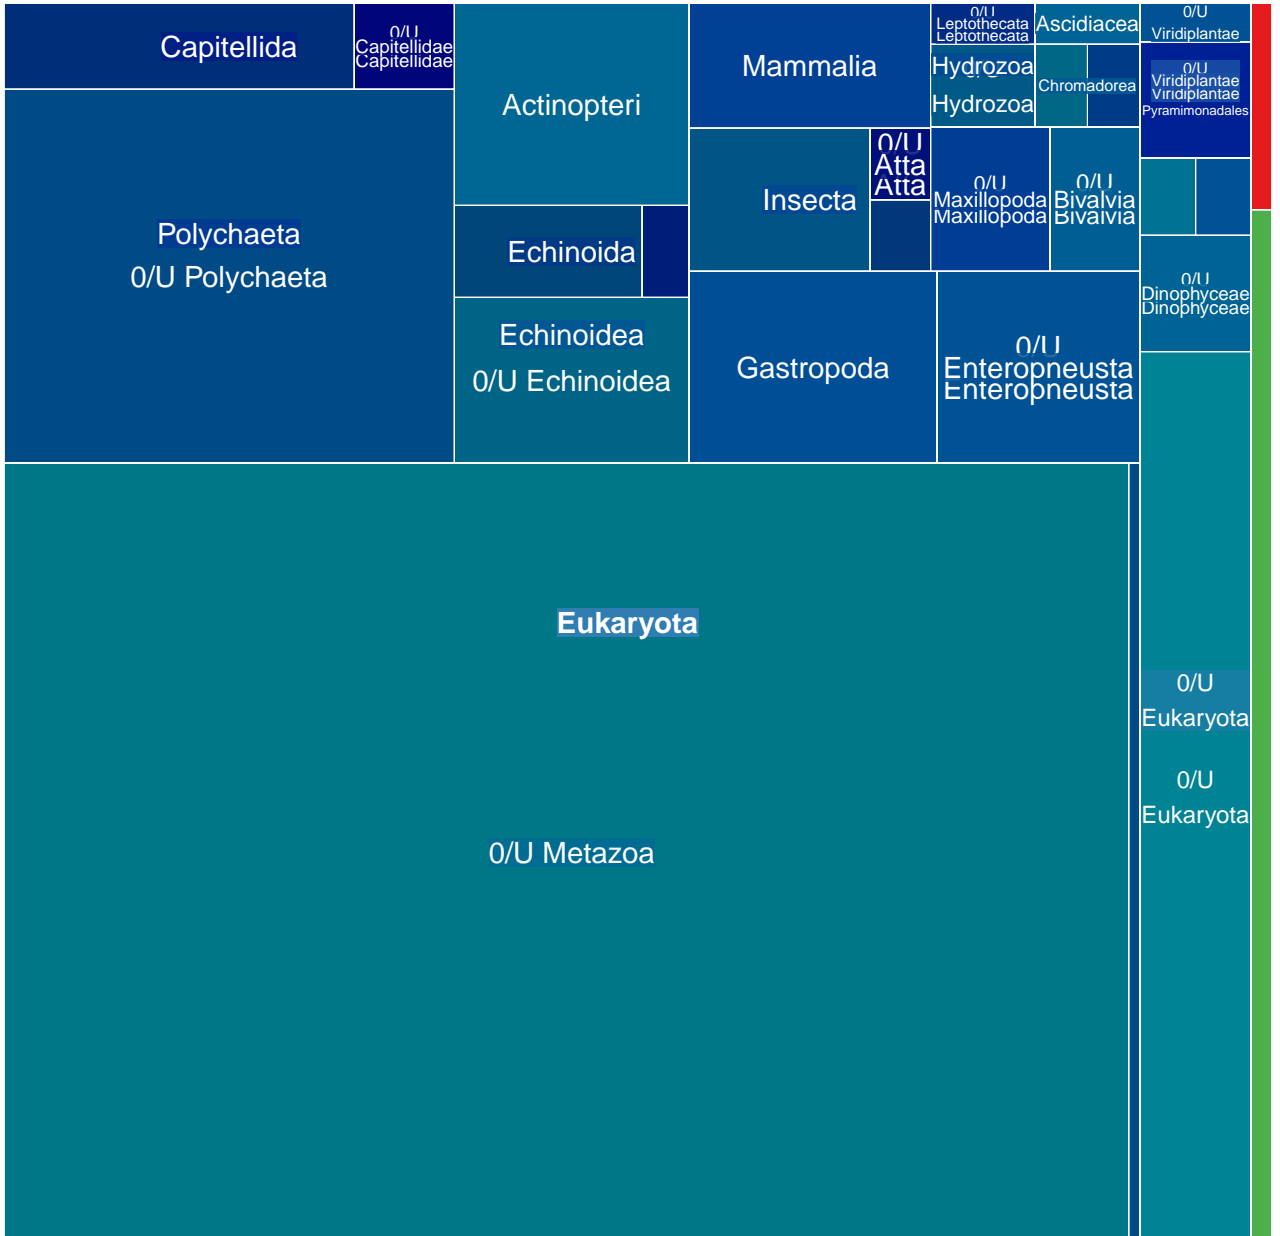 Capitellida
0/U
Capitellidae
Capitellidae
Polychaeta
0/U Polychaeta
Actinopteri
Echinoida
Echinoidea
0/U Echinoidea
Mammalia
Insecta
0/U
Atta
Atta
Gastropoda
0/U
Enteropneusta
Enteropneusta
0/U
Leptothecata
Leptothecata
Ascidiacea
Hydrozoa
Hydrozoa
Chromadorea
0/U
Maxillopoda
Maxillopoda
0/U
Bivalvia
Bivalvia
0/U
Viridiplantae
0/U
Viridiplantae
Viridiplantae
Pyramimonadales
0/U
Dinophyceae
Dinophyceae
Eukaryota
0/U Metazoa
0/U
Eukaryota
0/U
Eukaryota